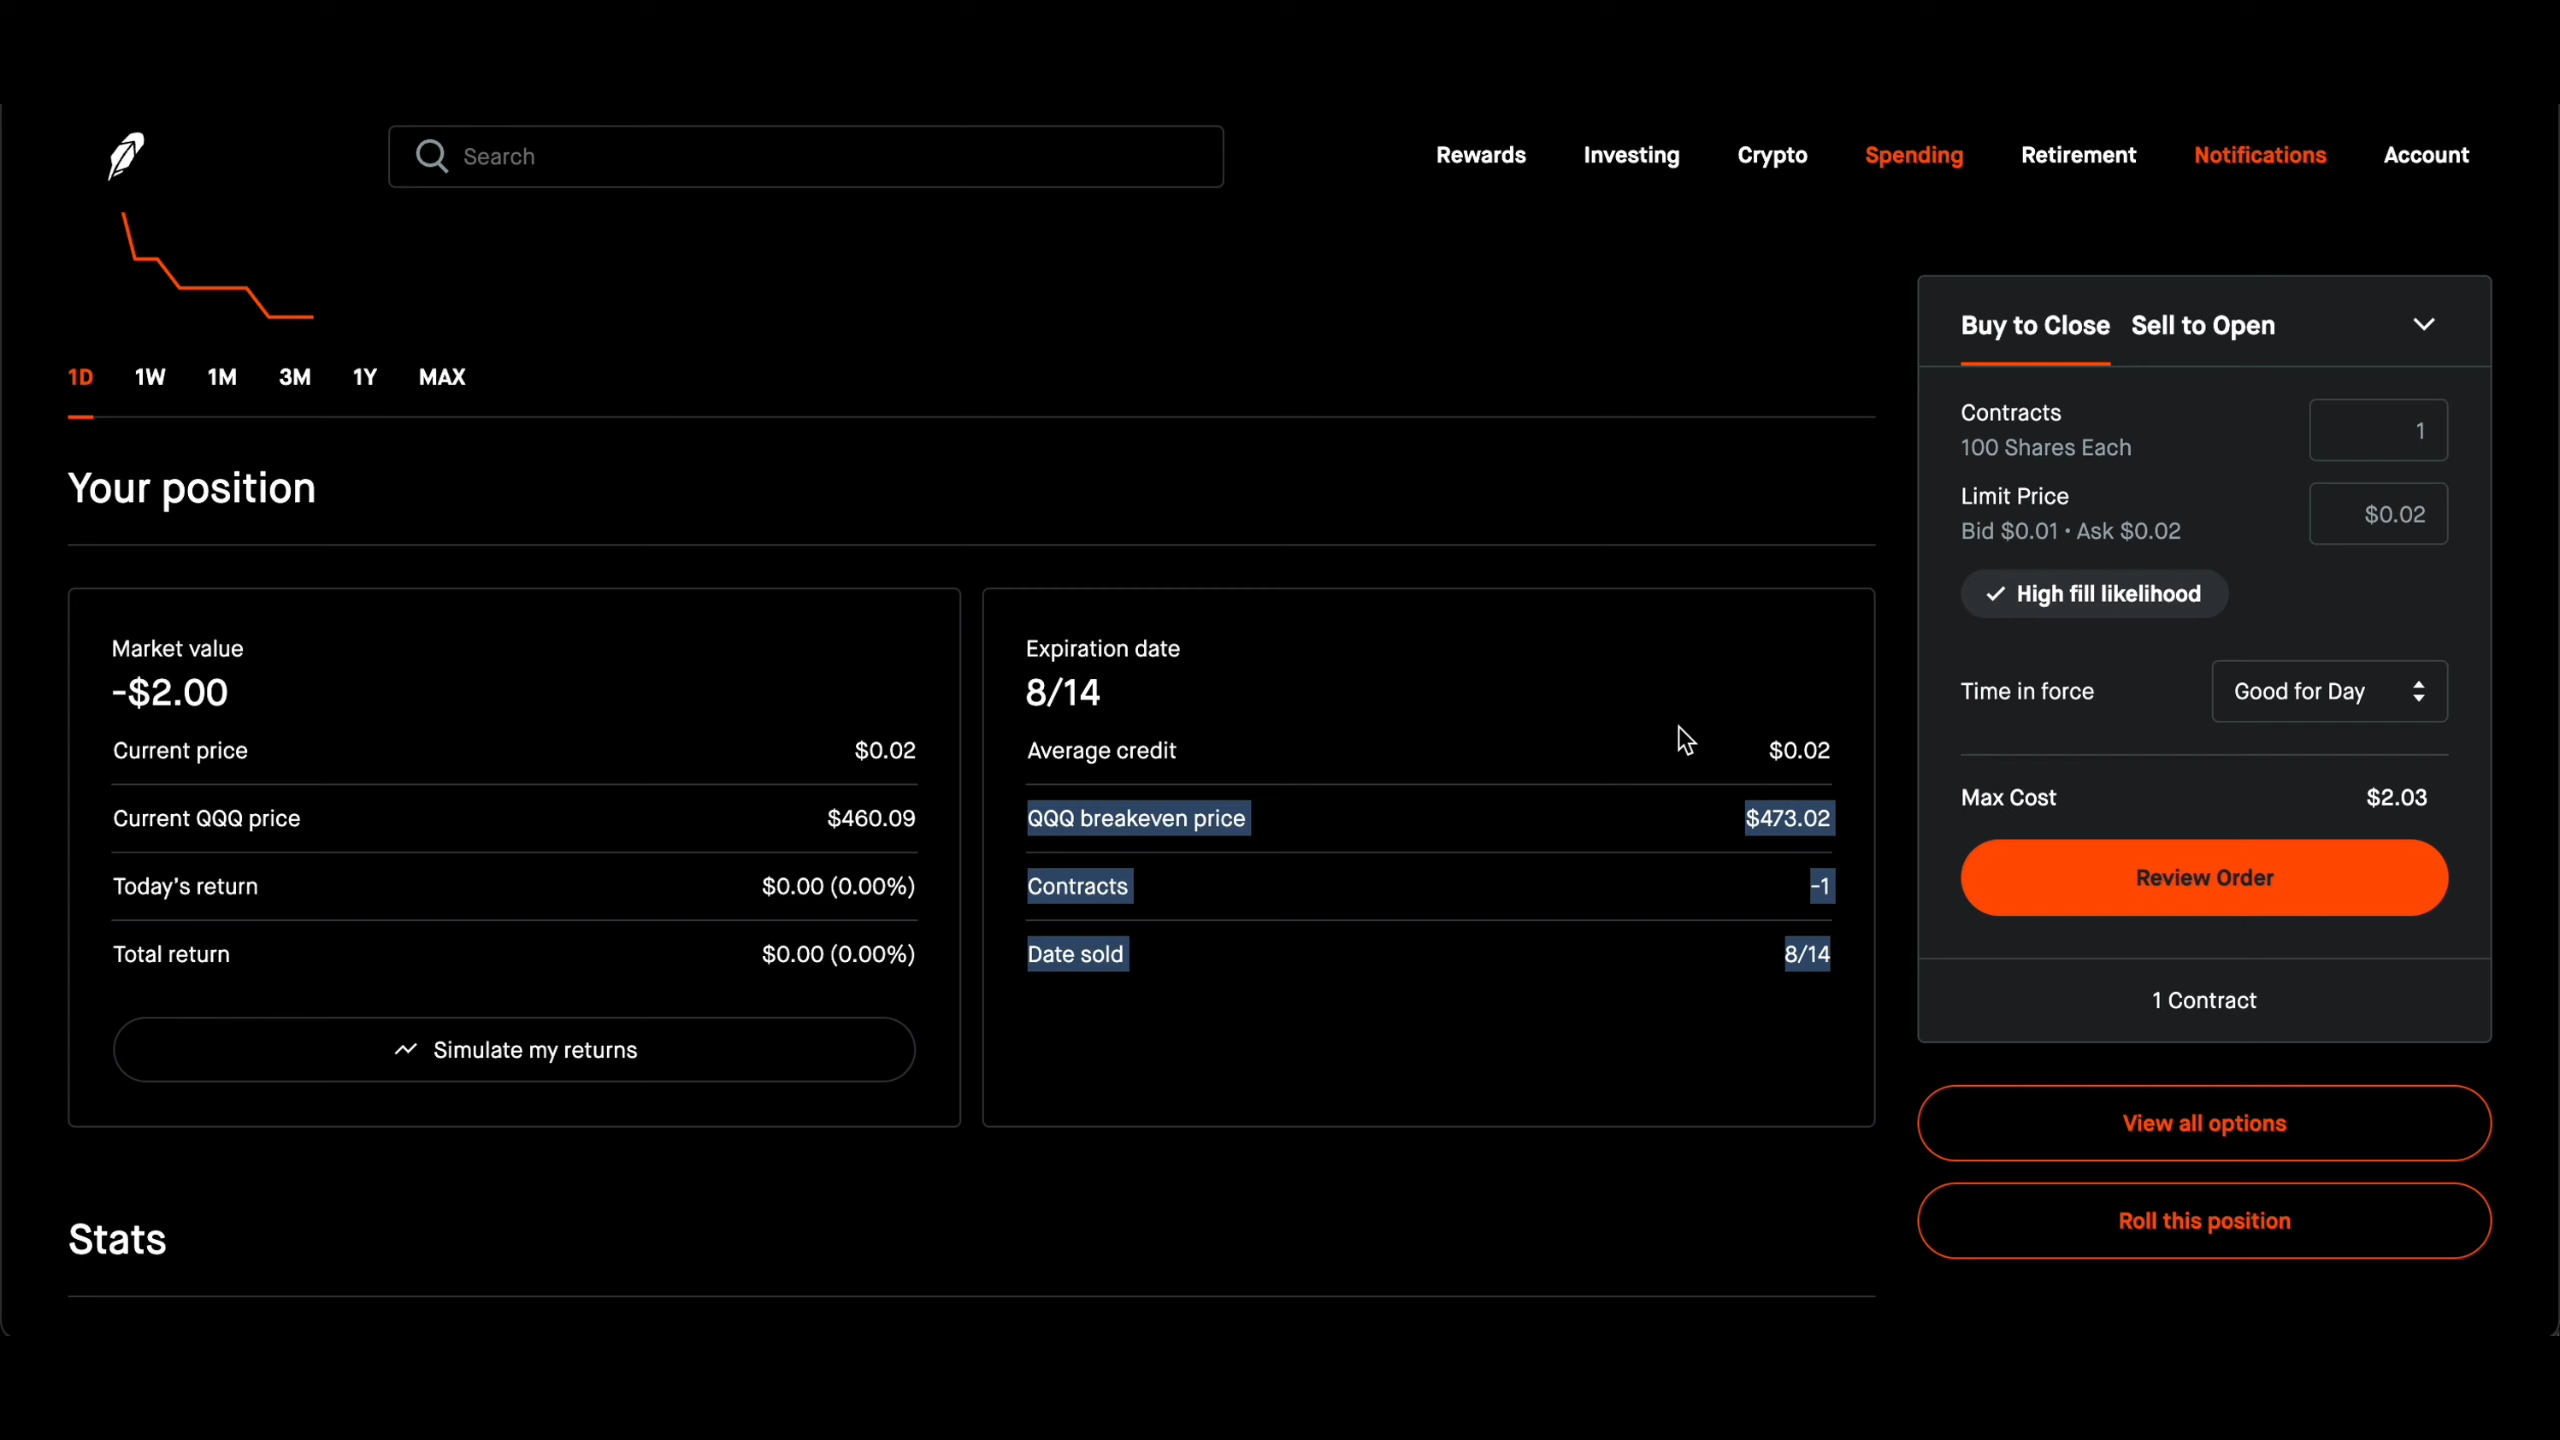 Search
Rewards
Investing
Crypto
Spending
Retirement
Notifications
Account
1D 1W 1M 3M 1Y MAX
Your position
Market value
-$2.00
Current price $0.02
Current QQQ price $460.09
Today's return $0.00 (0.00%)
Total return $0.00 (0.00%)
Simulate my returns
Expiration date
8/14
Average credit $0.02
QQQ breakeven price $473.02
Contracts -1
Date sold 8/14
Stats
Buy to Close Sell to Open
Contracts 1
100 Shares Each
Limit Price $0.02
Bid $0.01 • Ask $0.02
High fill likelihood
Time in force Good for Day
Max Cost $2.03
Review Order
1 Contract
View all options
Roll this position